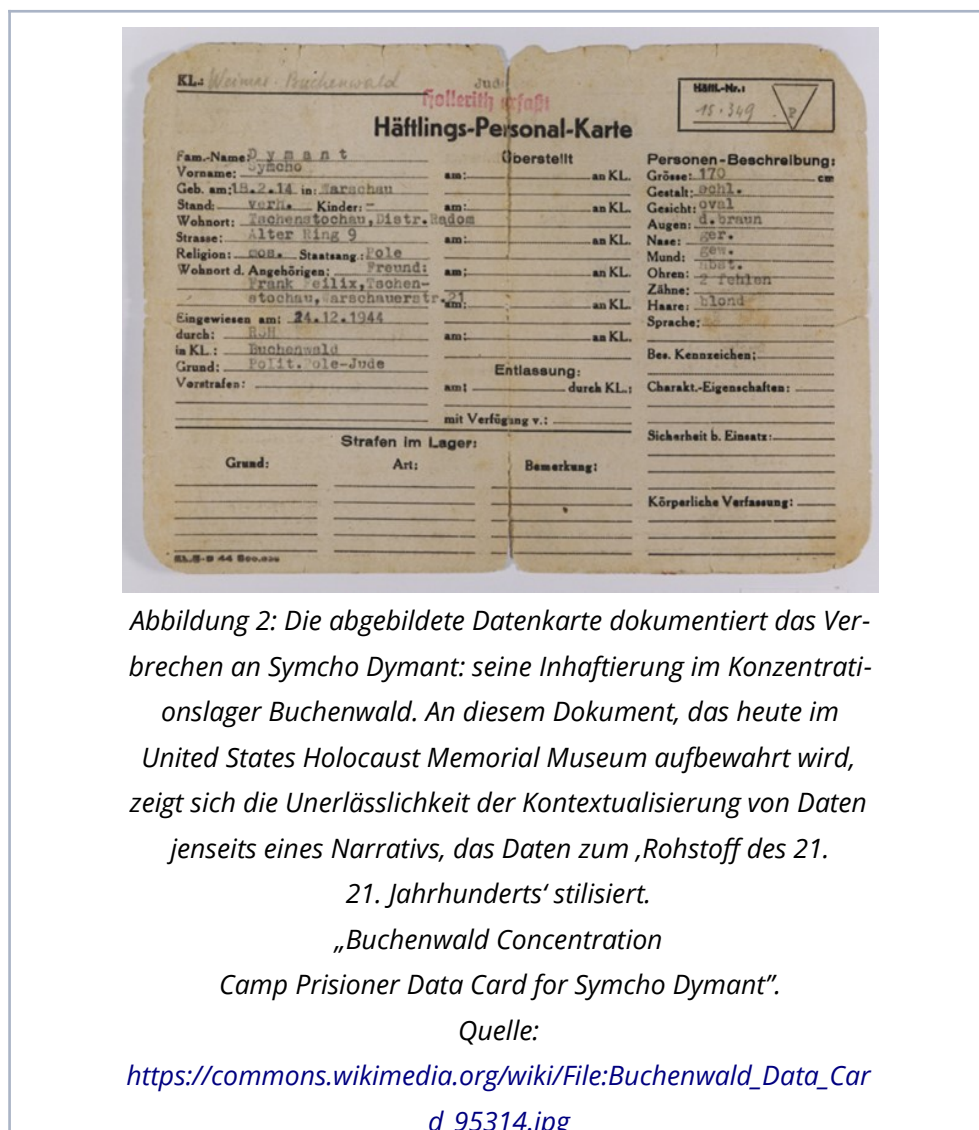 KL.: Weimar-Buchenwald
Jude
Hollerith erfaßt
Häftl.-Nr.:
15.349 P
Häftlings-Personal-Karte
Fam.-Name: Dymant
Vorname: Symcho
Geb. am: 18.2.14 in: Warschau
Stand: verh. Kinder: -
Wohnort: Tschenstochau, Distr. Radom
Strasse: Alter Ring 9
Religion: mos. Staatsang.: Pole
Wohnort d. Angehörigen: Freund:
Frank Feilix, Tschen-
stochau, Warschauerstr. 21
Eingewiesen am: 24.12.1944
durch: RSH
in KL.: Buchenwald
Grund: Polit. Pole-Jude
Vorstrafen:
Überstellt
am: an KL.
am: an KL.
am: an KL.
am: an KL.
am: an KL.
am: an KL.
Entlassung:
am: durch KL.:
mit Verfügung v.:
Personen-Beschreibung:
Grösse: 170 cm
Gestalt: schl.
Gesicht: oval
Augen: d.braun
Nase: ger.
Mund: gew.
Ohren: abst.
Zähne: 2 fehlen
Haare: blond
Sprache:
Bes. Kennzeichen:
Charakt.-Eigenschaften:
Sicherheit b. Einsatz:
Körperliche Verfassung:
Strafen im Lager:
Grund: Art: Bemerkung:
Abbildung 2: Die abgebildete Datenkarte dokumentiert das Ver-
brechen an Symcho Dymant: seine Inhaftierung im Konzentrati-
onslager Buchenwald. An diesem Dokument, das heute im
United States Holocaust Memorial Museum aufbewahrt wird,
zeigt sich die Unerlässlichkeit der Kontextualisierung von Daten
jenseits eines Narrativs, das Daten zum ‚Rohstoff des 21.
21. Jahrhunderts‘ stilisiert.
„Buchenwald Concentration
Camp Prisioner Data Card for Symcho Dymant”.
Quelle:
https://commons.wikimedia.org/wiki/File:Buchenwald_Data_Car
d_95314.jpg